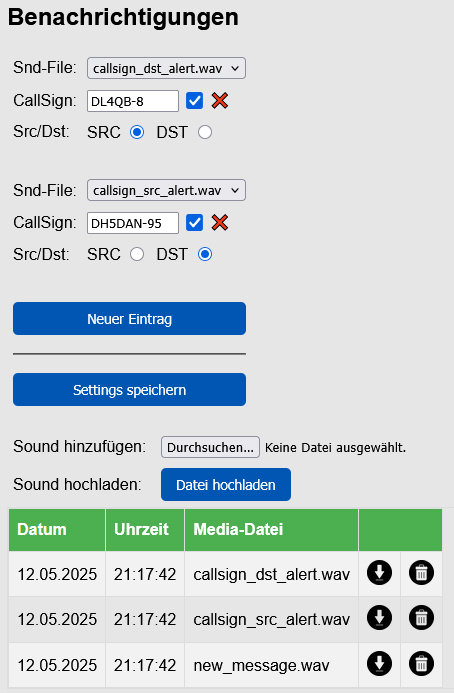 Benachrichtigungen
Snd-File: callsign_dst_alert.wav
CallSign: DL4QB-8
Src/Dst: SRC DST
Snd-File: callsign_src_alert.wav
CallSign: DH5DAN-95
Src/Dst: SRC DST
Neuer Eintrag
Settings speichern
Sound hinzufügen: Durchsuchen... Keine Datei ausgewählt.
Sound hochladen: Datei hochladen
Datum Uhrzeit Media-Datei
12.05.2025 21:17:42 callsign_dst_alert.wav
12.05.2025 21:17:42 callsign_src_alert.wav
12.05.2025 21:17:42 new_message.wav